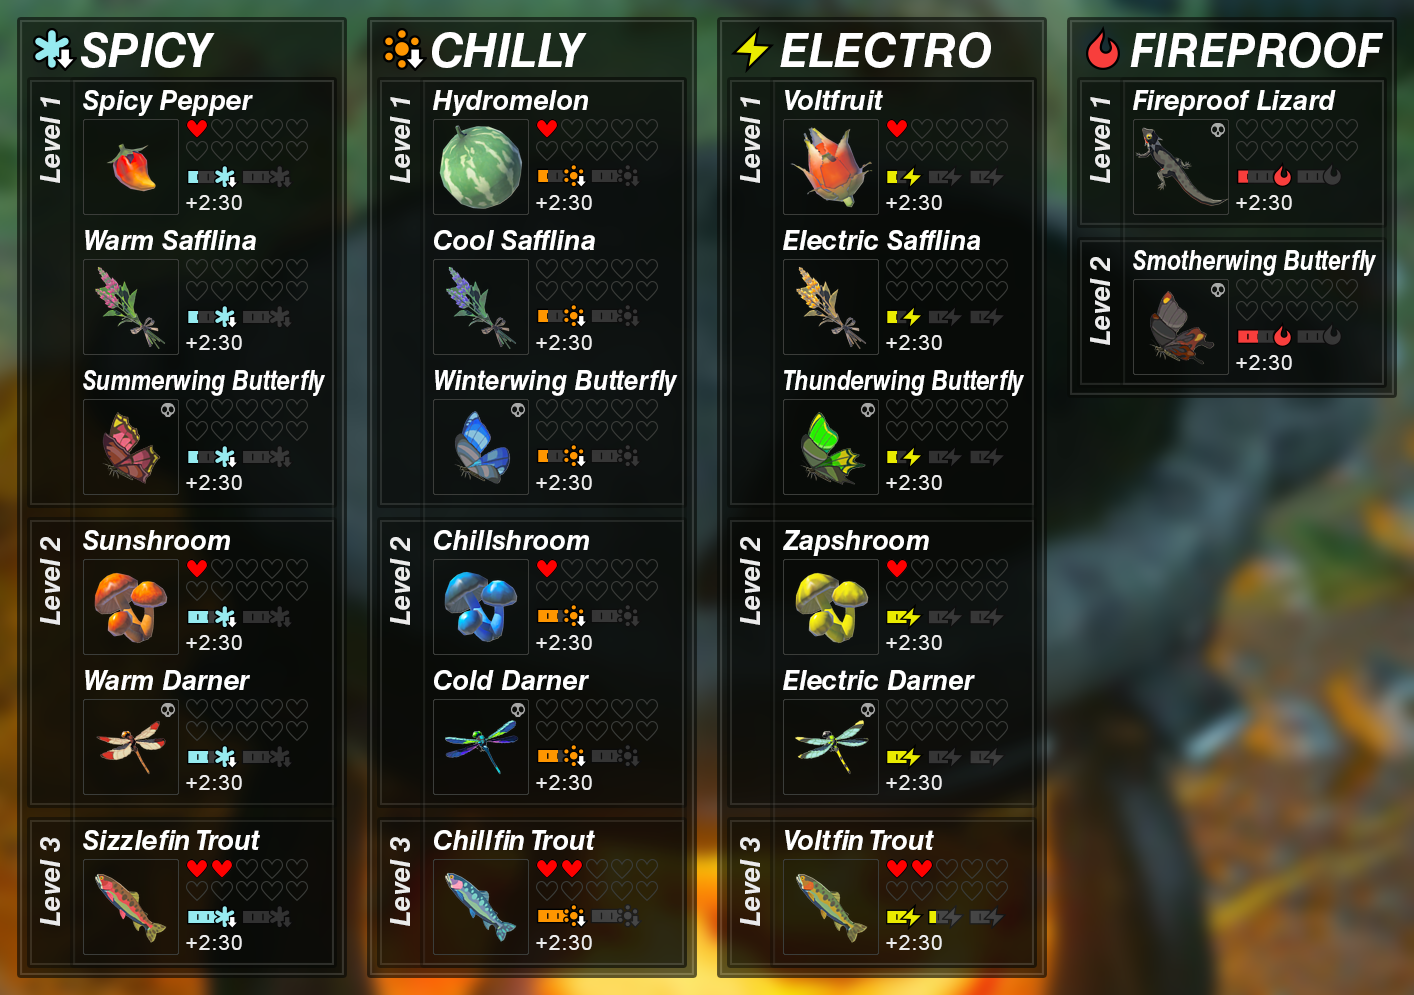 SPICY
Level 1
Spicy Pepper
+2:30
Warm Safflina
+2:30
Summerwing Butterfly
+2:30
Level 2
Sunshroom
+2:30
Warm Darner
+2:30
Level 3
Sizzlefin Trout
+2:30
CHILLY
Level 1
Hydromelon
+2:30
Cool Safflina
+2:30
Winterwing Butterfly
+2:30
Level 2
Chillshroom
+2:30
Cold Darner
+2:30
Level 3
Chillfin Trout
+2:30
ELECTRO
Level 1
Voltfruit
+2:30
Electric Safflina
+2:30
Thunderwing Butterfly
+2:30
Level 2
Zapshroom
+2:30
Electric Darner
+2:30
Level 3
Voltfin Trout
+2:30
FIREPROOF
Level 1
Fireproof Lizard
+2:30
Level 2
Smotherwing Butterfly
+2:30